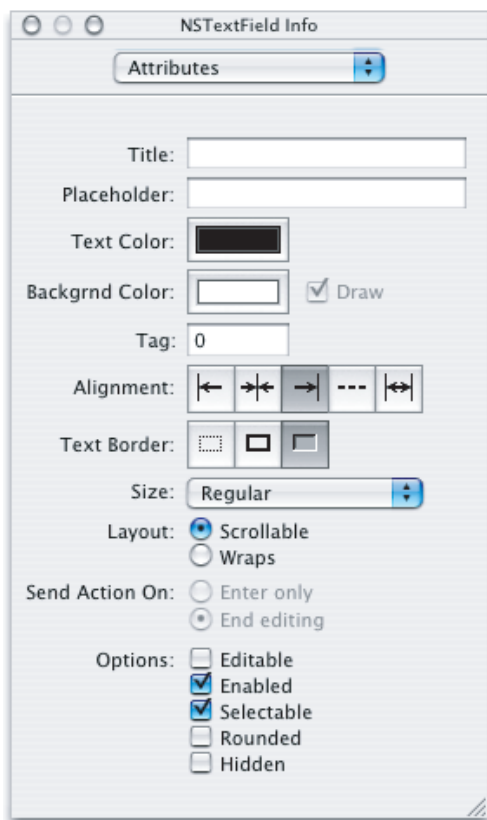 NSTextField Info
Attributes
Title:
Placeholder:
Text Color:
Backgrnd Color: Draw
Tag: 0
Alignment:
Text Border:
Size: Regular
Layout: Scrollable
Wraps
Send Action On: Enter only
End editing
Options: Editable
Enabled
Selectable
Rounded
Hidden